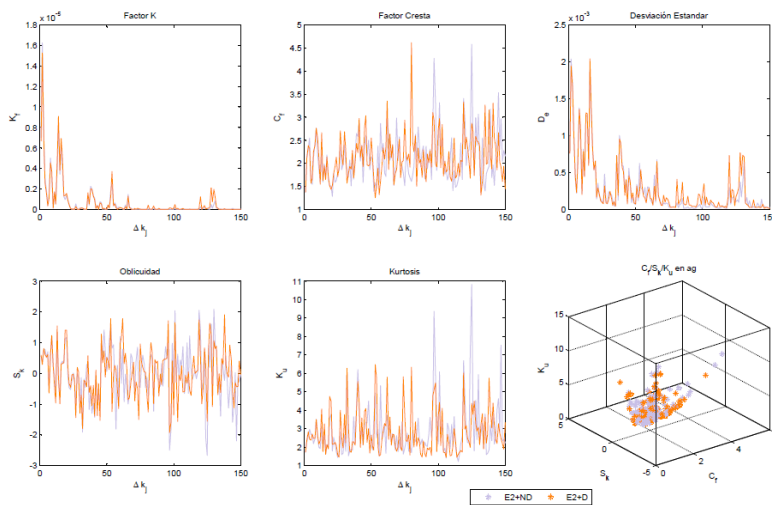 Factor K
x 10
1.8
1.6
1.4
1.2
1
0.8
0.6
0.4
0.2
0
0 50 100 150
K_f
Δ k_j
Factor Cresta
5
4.5
4
3.5
3
2.5
2
1.5
1
0 50 100 150
C_f
Δ k_j
Desviación Estandar
x 10⁻³
2.5
2
1.5
1
0.5
0
0 50 100 150
Δ k_j
Oblicuidad
3
2
1
0
-1
-2
-3
0 50 100 150
S_k
Δ k_j
Kurtosis
11
10
9
8
7
6
5
4
3
2
1
0 50 100 150
K_u
Δ k_j
C_f/S_k/K_u en ag
15
10
5
0
5
0
-5
0
2
4
K_u
S_k
C_f
E2+ND E2+D